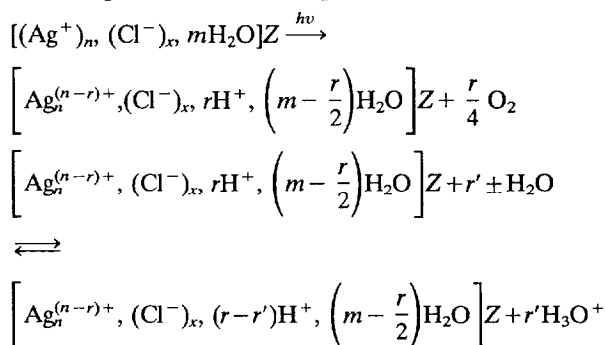 [(Ag⁺)ₙ, (Cl⁻)ₓ, mH₂O]Z —hν→
[Agₙ⁽ⁿ⁻ʳ⁾⁺,(Cl⁻)ₓ, rH⁺, (m − r/2)H₂O]Z + r/4 O₂
[Agₙ⁽ⁿ⁻ʳ⁾⁺, (Cl⁻)ₓ, rH⁺, (m − r/2)H₂O]Z + r′ ± H₂O
⇌
[Agₙ⁽ⁿ⁻ʳ⁾⁺, (Cl⁻)ₓ, (r−r′)H⁺, (m − r/2)H₂O]Z + r′H₃O⁺